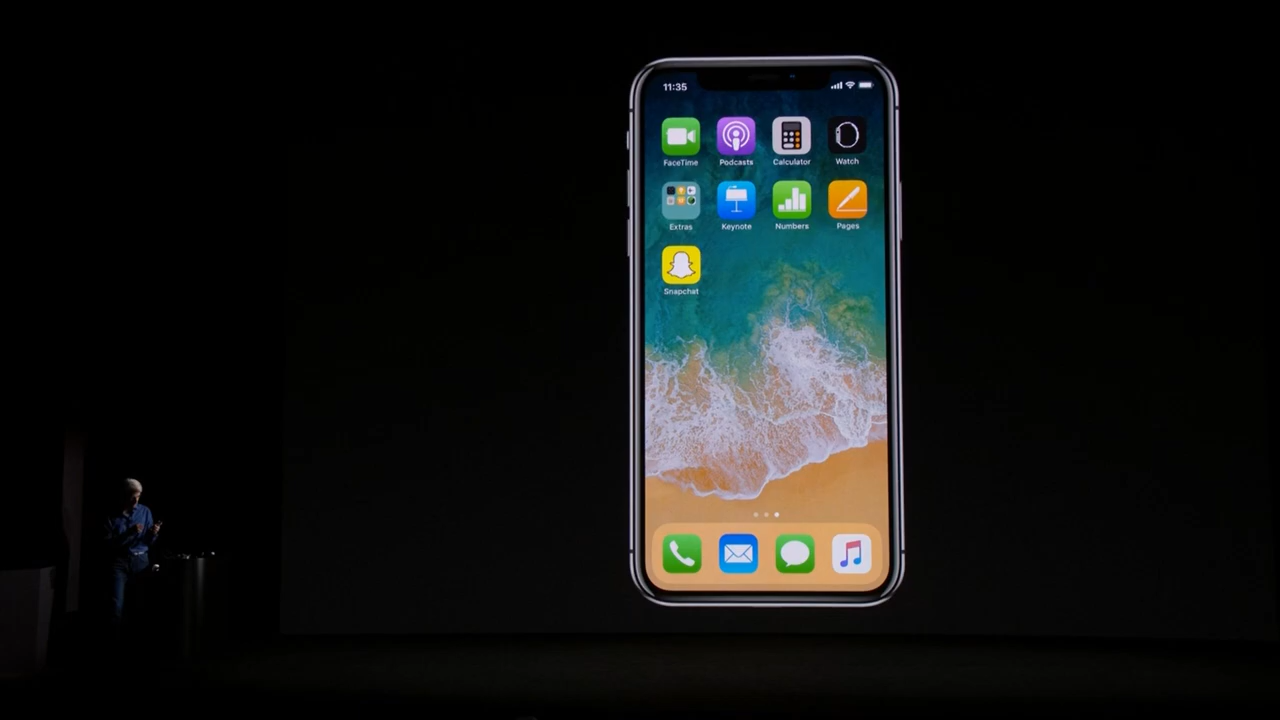 11:35
FaceTime Podcasts Calculator Watch
Extras Keynote Numbers Pages
Snapchat